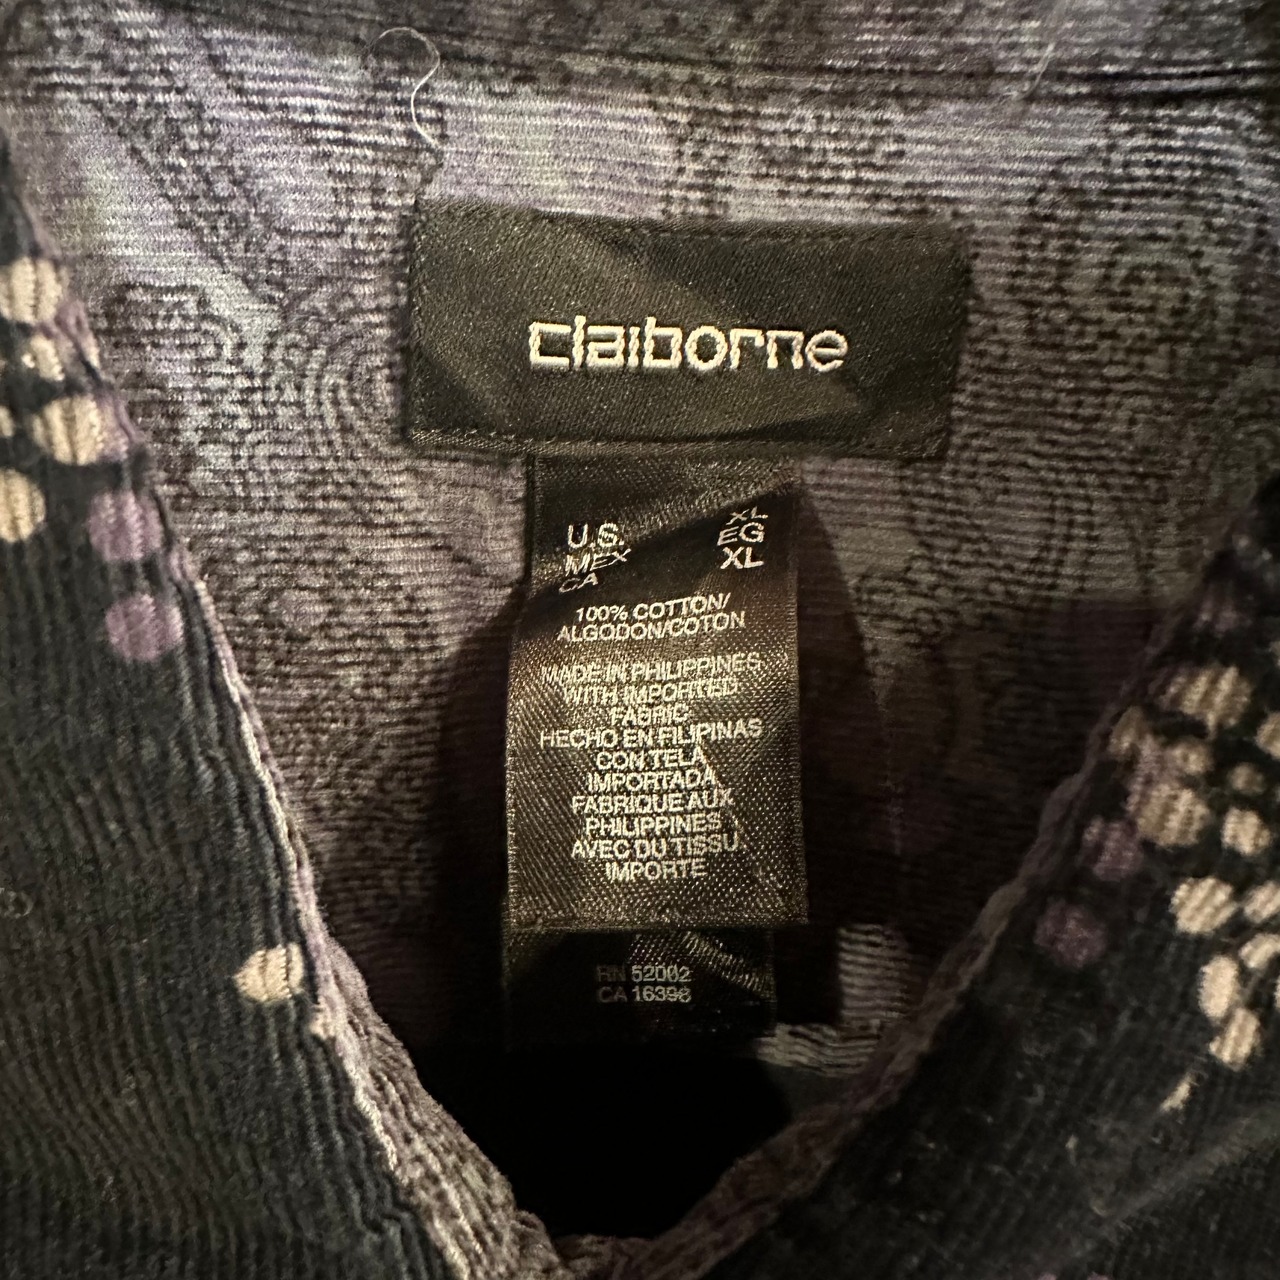 claiborne
U.S. XL
MEX EG
CA XL
100% COTTON/
ALGODON/COTON
MADE IN PHILIPPINES
WITH IMPORTED
FABRIC
HECHO EN FILIPINAS
CON TELA
IMPORTADA
FABRIQUE AUX
PHILIPPINES
AVEC DU TISSU
IMPORTE
RN 52002
CA 16398